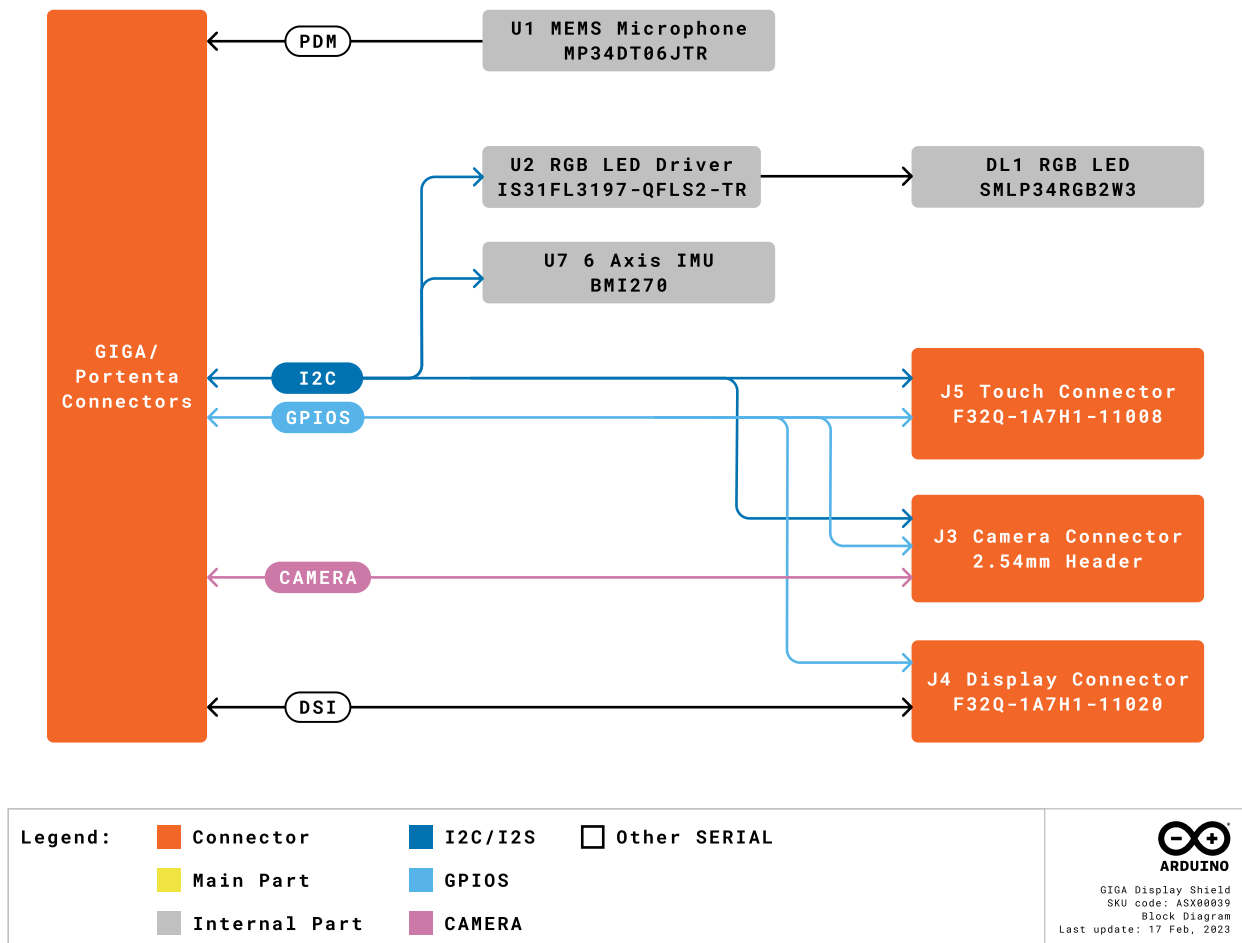 PDM
U1 MEMS Microphone
MP34DT06JTR
U2 RGB LED Driver
IS31FL3197-QFLS2-TR
DL1 RGB LED
SMLP34RGB2W3
U7 6 Axis IMU
BMI270
GIGA/
Portenta
Connectors
I2C
GPIOS
J5 Touch Connector
F32Q-1A7H1-11008
J3 Camera Connector
2.54mm Header
CAMERA
J4 Display Connector
F32Q-1A7H1-11020
DSI
Legend:
Connector
Main Part
Internal Part
I2C/I2S
GPIOS
CAMERA
Other SERIAL
ARDUINO
GIGA Display Shield
SKU code: ASX00039
Block Diagram
Last update: 17 Feb, 2023